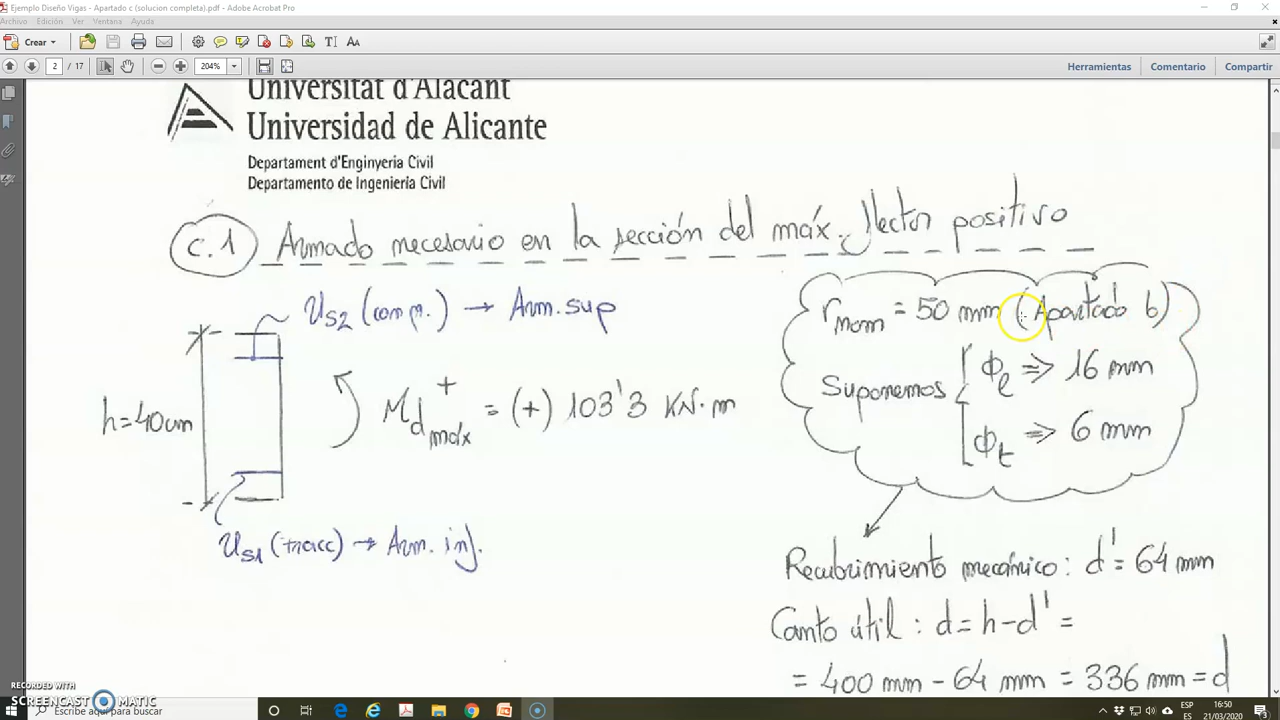 Ejemplo Diseño Vigas - Apartado c (solucion completa).pdf - Adobe Acrobat Pro
Archivo Edición Ver Ventana Ayuda
Crear
2 / 17 204% Herramientas Comentario Compartir
Universitat d'Alacant
Universidad de Alicante
Departament d'Enginyeria Civil
Departamento de Ingeniería Civil
C.1 Armado necesario en la sección del máx. flector positivo
Us2 (comp.) → Arm. sup
rnom = 50 mm (Apartado b)
Suponemos ϕl => 16 mm
ϕt => 6 mm
h = 40 cm
Md máx + = (+) 103'3 KN·m
Us1 (tracc) → Arm. inf.
Recubrimiento mecánico: d' = 64 mm
Canto útil: d = h - d' =
= 400 mm - 64 mm = 336 mm = d
RECORDED WITH
SCREENCAST MATIC
Escribe aquí para buscar
ESP
16:50
21/03/2020